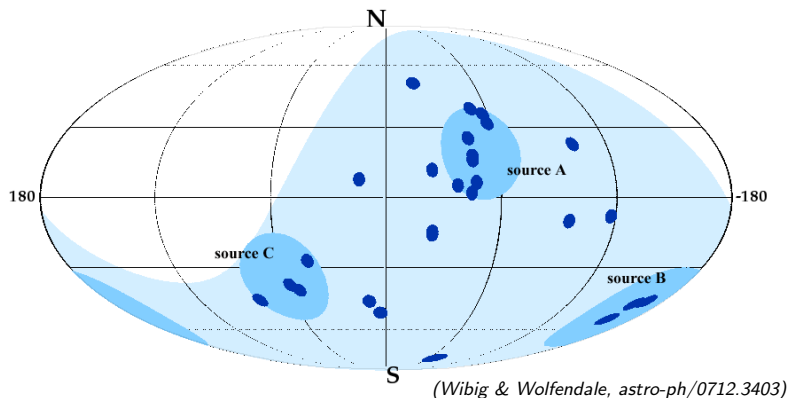 N
source A
180
-180
source C
source B
S
(Wibig & Wolfendale, astro-ph/0712.3403)